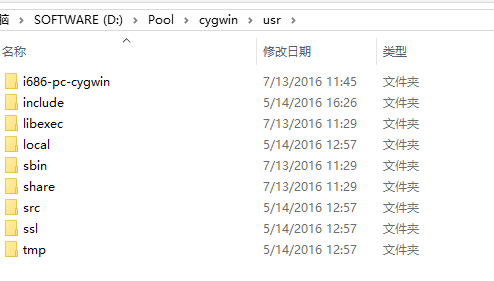 脑 > SOFTWARE (D:) > Pool > cygwin > usr >
名称 修改日期 类型
i686-pc-cygwin 7/13/2016 11:45 文件夹
include 5/14/2016 16:26 文件夹
libexec 7/13/2016 11:29 文件夹
local 5/14/2016 12:57 文件夹
sbin 7/13/2016 11:29 文件夹
share 7/13/2016 11:29 文件夹
src 5/14/2016 12:57 文件夹
ssl 5/14/2016 12:57 文件夹
tmp 5/14/2016 12:57 文件夹